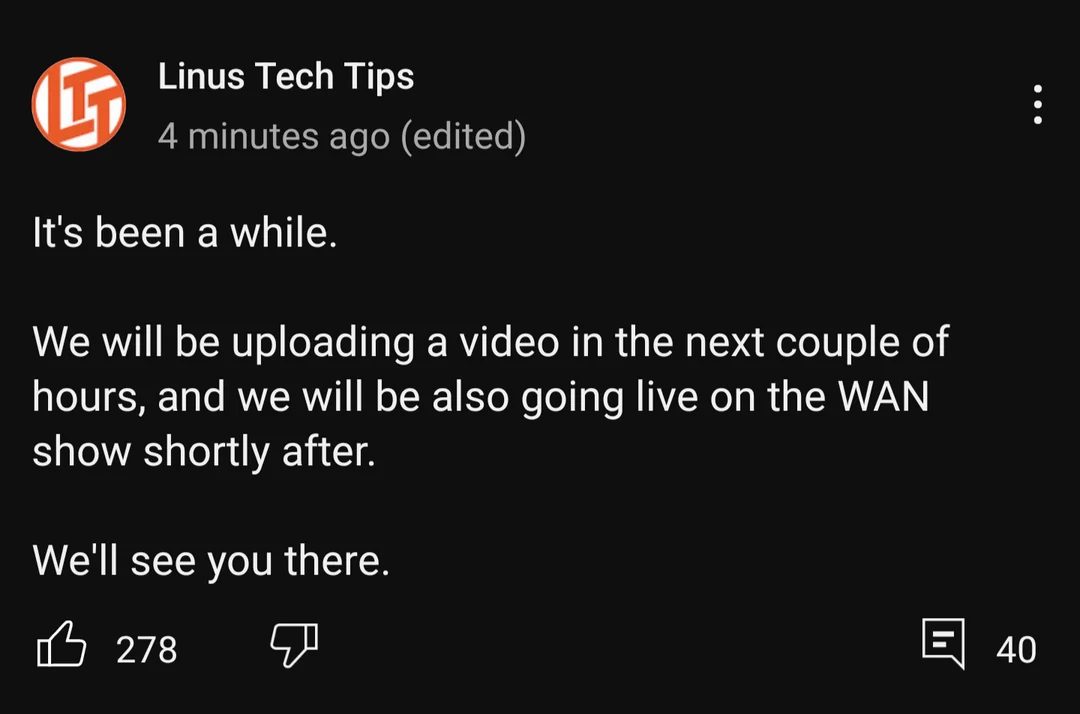 LTT
Linus Tech Tips
4 minutes ago (edited)
It's been a while.
We will be uploading a video in the next couple of
hours, and we will be also going live on the WAN
show shortly after.
We'll see you there.
278
40